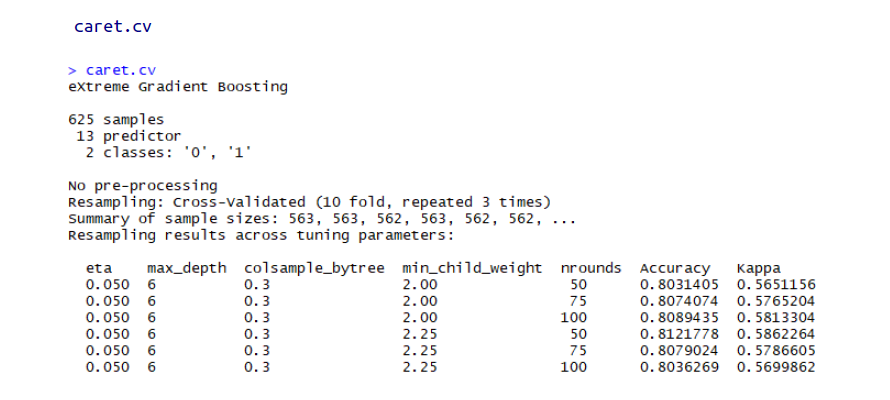 caret.cv
> caret.cv
eXtreme Gradient Boosting
625 samples
 13 predictor
  2 classes: '0', '1'
No pre-processing
Resampling: Cross-Validated (10 fold, repeated 3 times)
Summary of sample sizes: 563, 563, 562, 563, 562, 562, ...
Resampling results across tuning parameters:
  eta    max_depth  colsample_bytree  min_child_weight  nrounds  Accuracy   Kappa
  0.050  6          0.3               2.00               50      0.8031405  0.5651156
  0.050  6          0.3               2.00               75      0.8074074  0.5765204
  0.050  6          0.3               2.00              100      0.8089435  0.5813304
  0.050  6          0.3               2.25               50      0.8121778  0.5862264
  0.050  6          0.3               2.25               75      0.8079024  0.5786605
  0.050  6          0.3               2.25              100      0.8036269  0.5699862